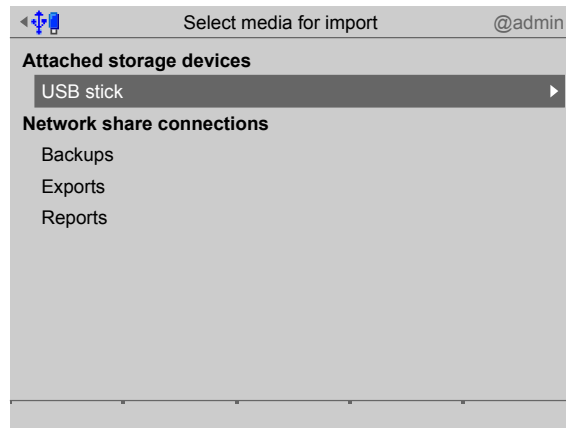 Select media for import @admin
Attached storage devices
USB stick
Network share connections
Backups
Exports
Reports